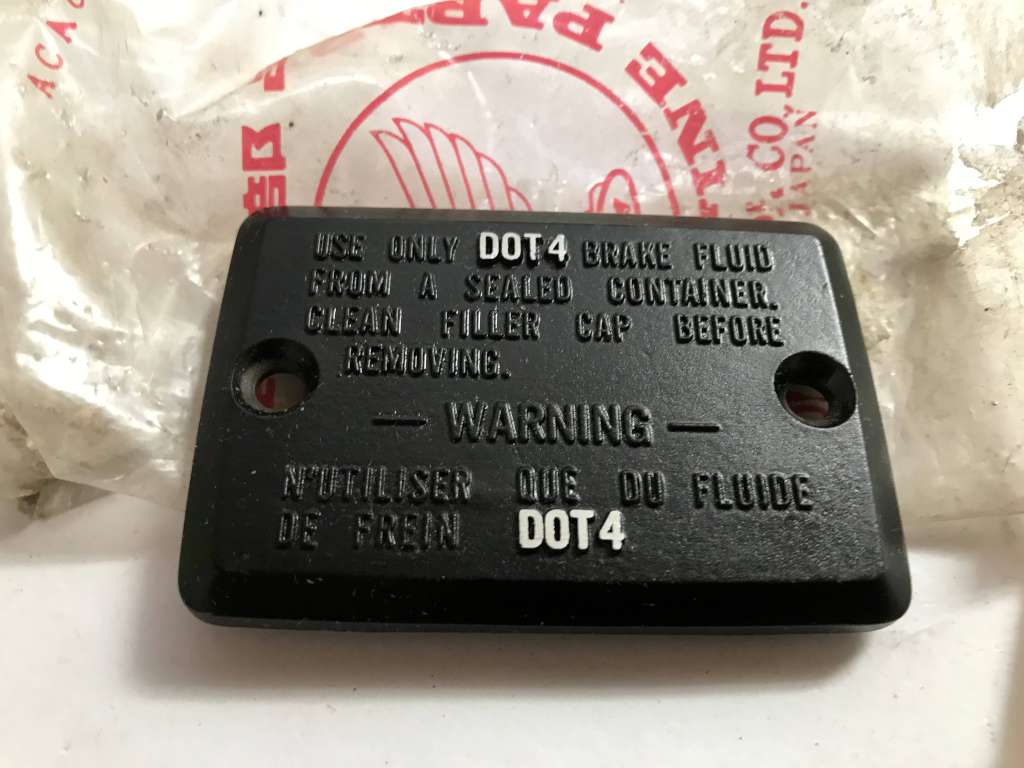 USE ONLY DOT4 BRAKE FLUID
FROM A SEALED CONTAINER.
CLEAN FILLER CAP BEFORE
REMOVING.
— WARNING —
N'UTILISER QUE DU FLUIDE
DE FREIN DOT4
CO., LTD.
JAPAN